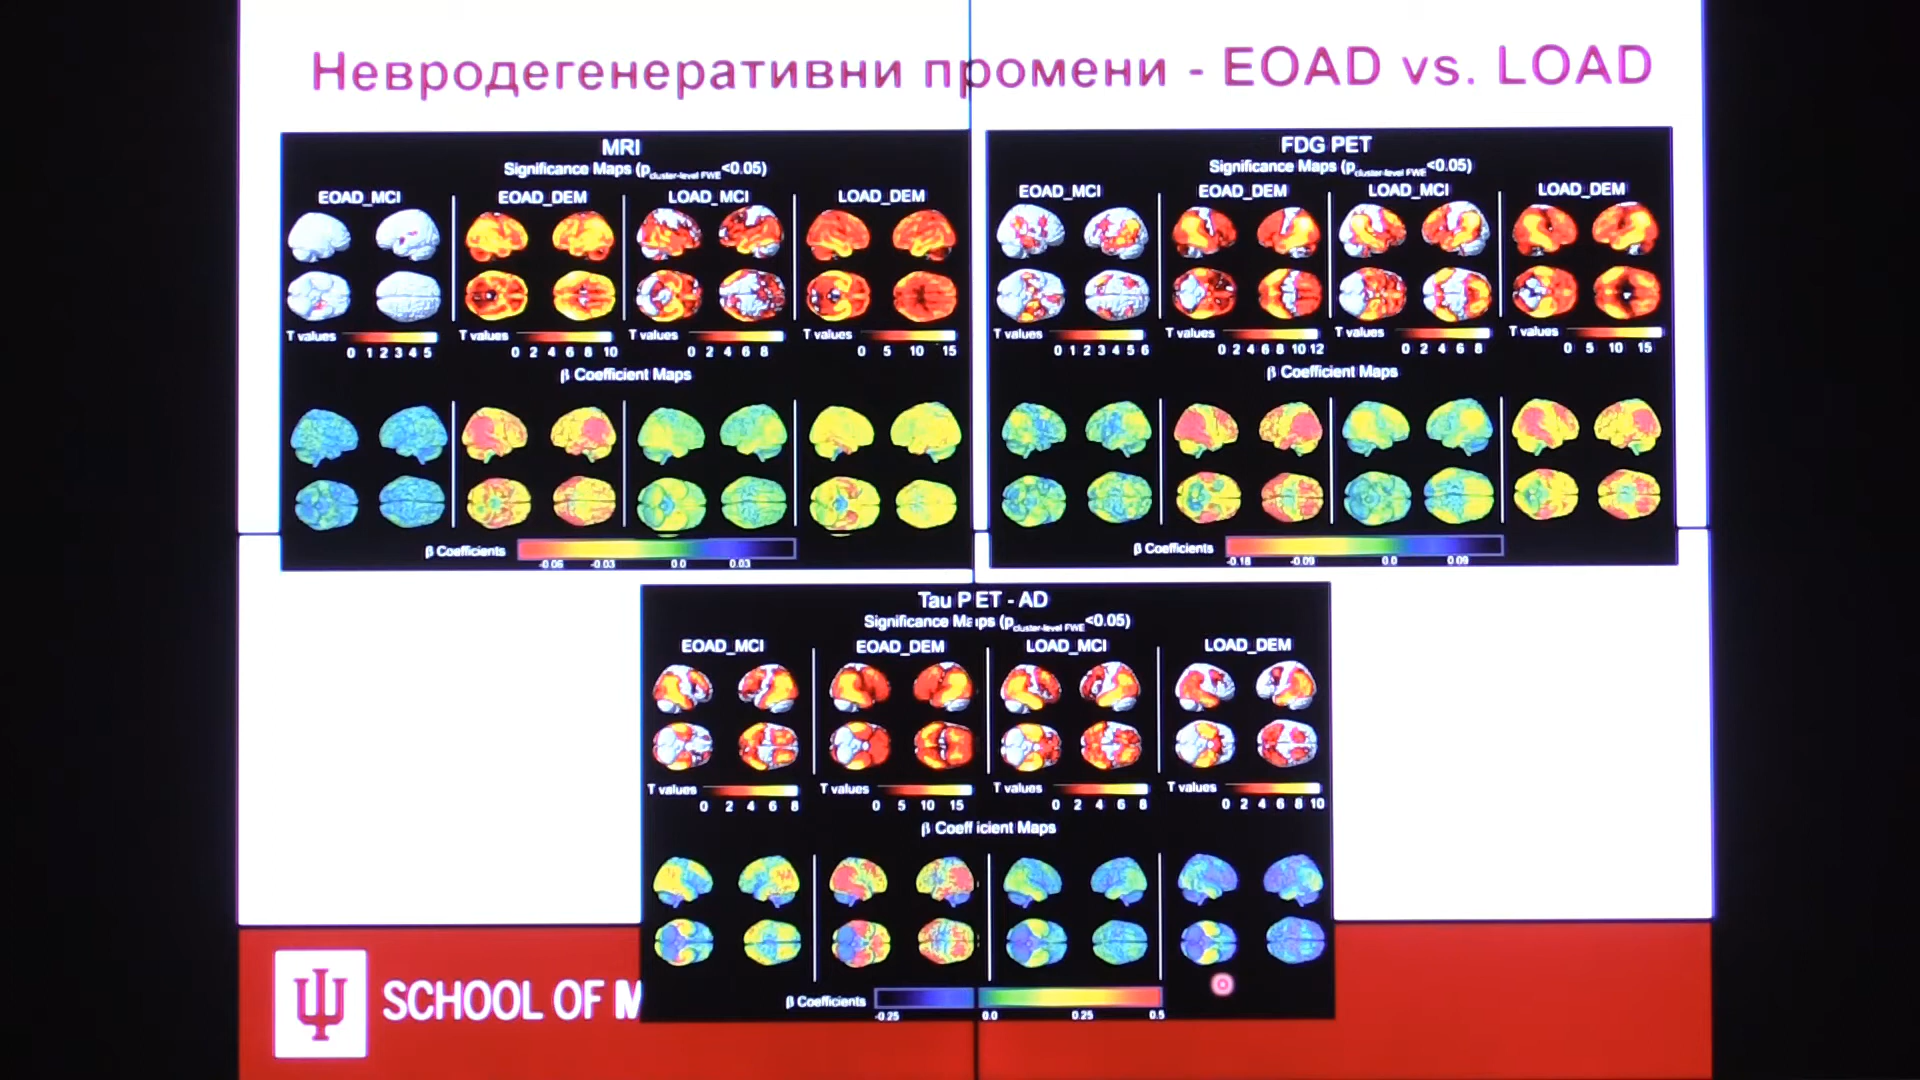 Невродегенеративни промени - EOAD vs. LOAD
MRI
Significance Maps (pcluster-level FWE<0.05)
EOAD_MCI EOAD_DEM LOAD_MCI LOAD_DEM
T values 0 1 2 3 4 5 T values 0 2 4 6 8 10 T values 0 2 4 6 8 T values 0 5 10 15
β Coefficient Maps
β Coefficients -0.06 -0.03 0.0 0.03
FDG PET
Significance Maps (pcluster-level FWE<0.05)
EOAD_MCI EOAD_DEM LOAD_MCI LOAD_DEM
T values 0 1 2 3 4 5 6 T values 0 2 4 6 8 10 12 T values 0 2 4 6 8 T values 0 5 10 15
β Coefficient Maps
β Coefficients -0.18 -0.09 0.0 0.09
Tau PET - AD
Significance Maps (pcluster-level FWE<0.05)
EOAD_MCI EOAD_DEM LOAD_MCI LOAD_DEM
T values 0 2 4 6 8 T values 0 5 10 15 T values 0 2 4 6 8 T values 0 2 4 6 8 10
β Coefficient Maps
β Coefficients -0.25 0.0 0.25 0.5
SCHOOL OF M